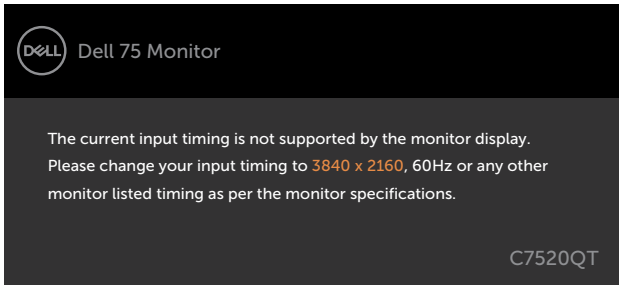 DELL
Dell 75 Monitor
The current input timing is not supported by the monitor display.
Please change your input timing to 3840 x 2160, 60Hz or any other
monitor listed timing as per the monitor specifications.
C7520QT